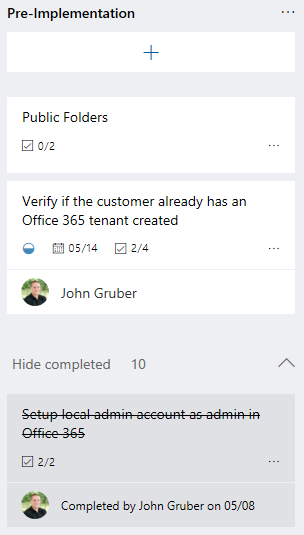 Pre-Implementation
Public Folders
0/2
Verify if the customer already has an
Office 365 tenant created
05/14 2/4
John Gruber
Hide completed 10
Setup local admin account as admin in
Office 365
2/2
Completed by John Gruber on 05/08